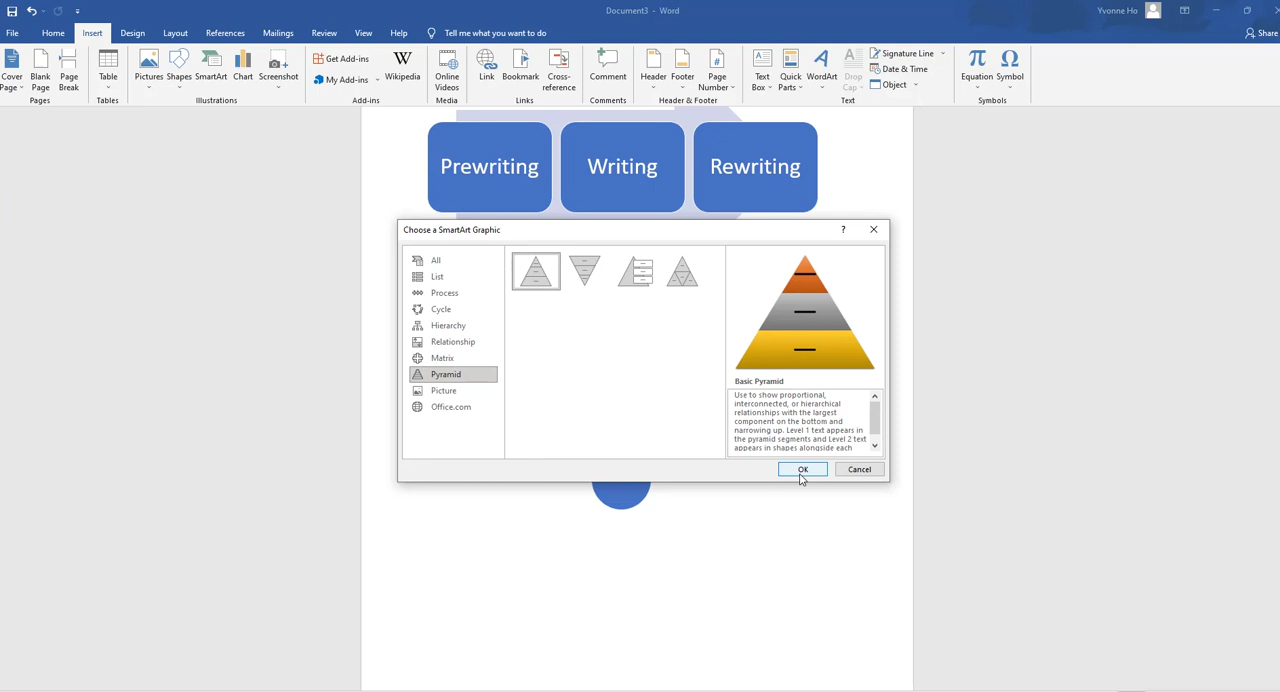 Document3 - Word
Yvonne Ho
File Home Insert Design Layout References Mailings Review View Help Tell me what you want to do
Share
Cover Page
Blank Page
Page Break
Pages
Table
Tables
Pictures
Shapes
SmartArt
Chart
Screenshot
Illustrations
Get Add-ins
My Add-ins
Wikipedia
Add-ins
Online Videos
Media
Link
Bookmark
Cross-reference
Links
Comment
Comments
Header
Footer
Page Number
Header & Footer
Text Box
Quick Parts
WordArt
Drop Cap
Signature Line
Date & Time
Object
Text
Equation
Symbol
Symbols
Prewriting Writing Rewriting
Choose a SmartArt Graphic
?
All
List
Process
Cycle
Hierarchy
Relationship
Matrix
Pyramid
Picture
Office.com
Basic Pyramid
Use to show proportional,
interconnected, or hierarchical
relationships with the largest
component on the bottom and
narrowing up. Level 1 text appears in
the pyramid segments and Level 2 text
appears in shapes alongside each
OK Cancel